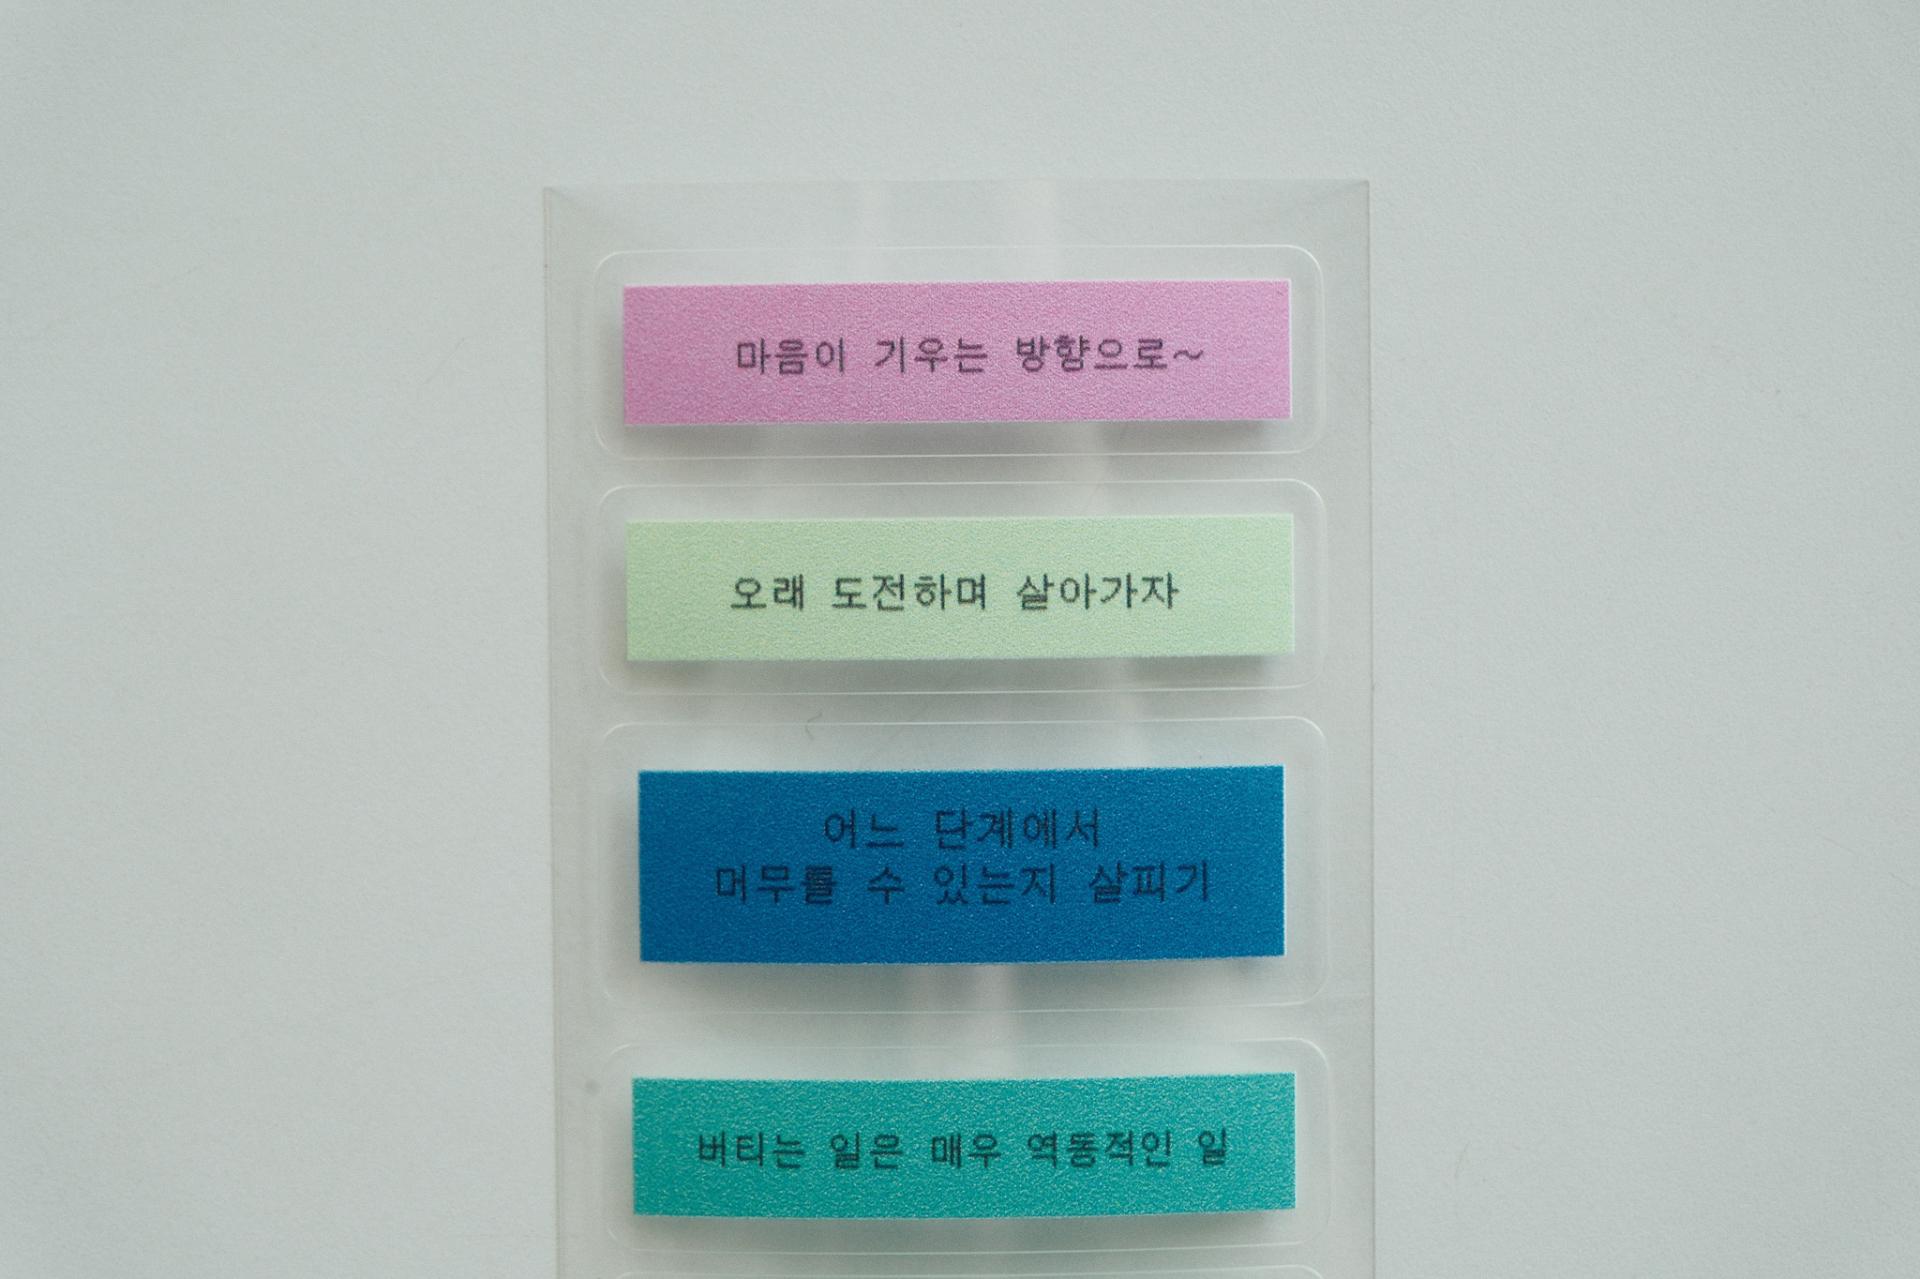 마음이 기우는 방향으로~
오래 도전하며 살아가자
어느 단계에서
머무를 수 있는지 살피기
버티는 일은 매우 역동적인 일